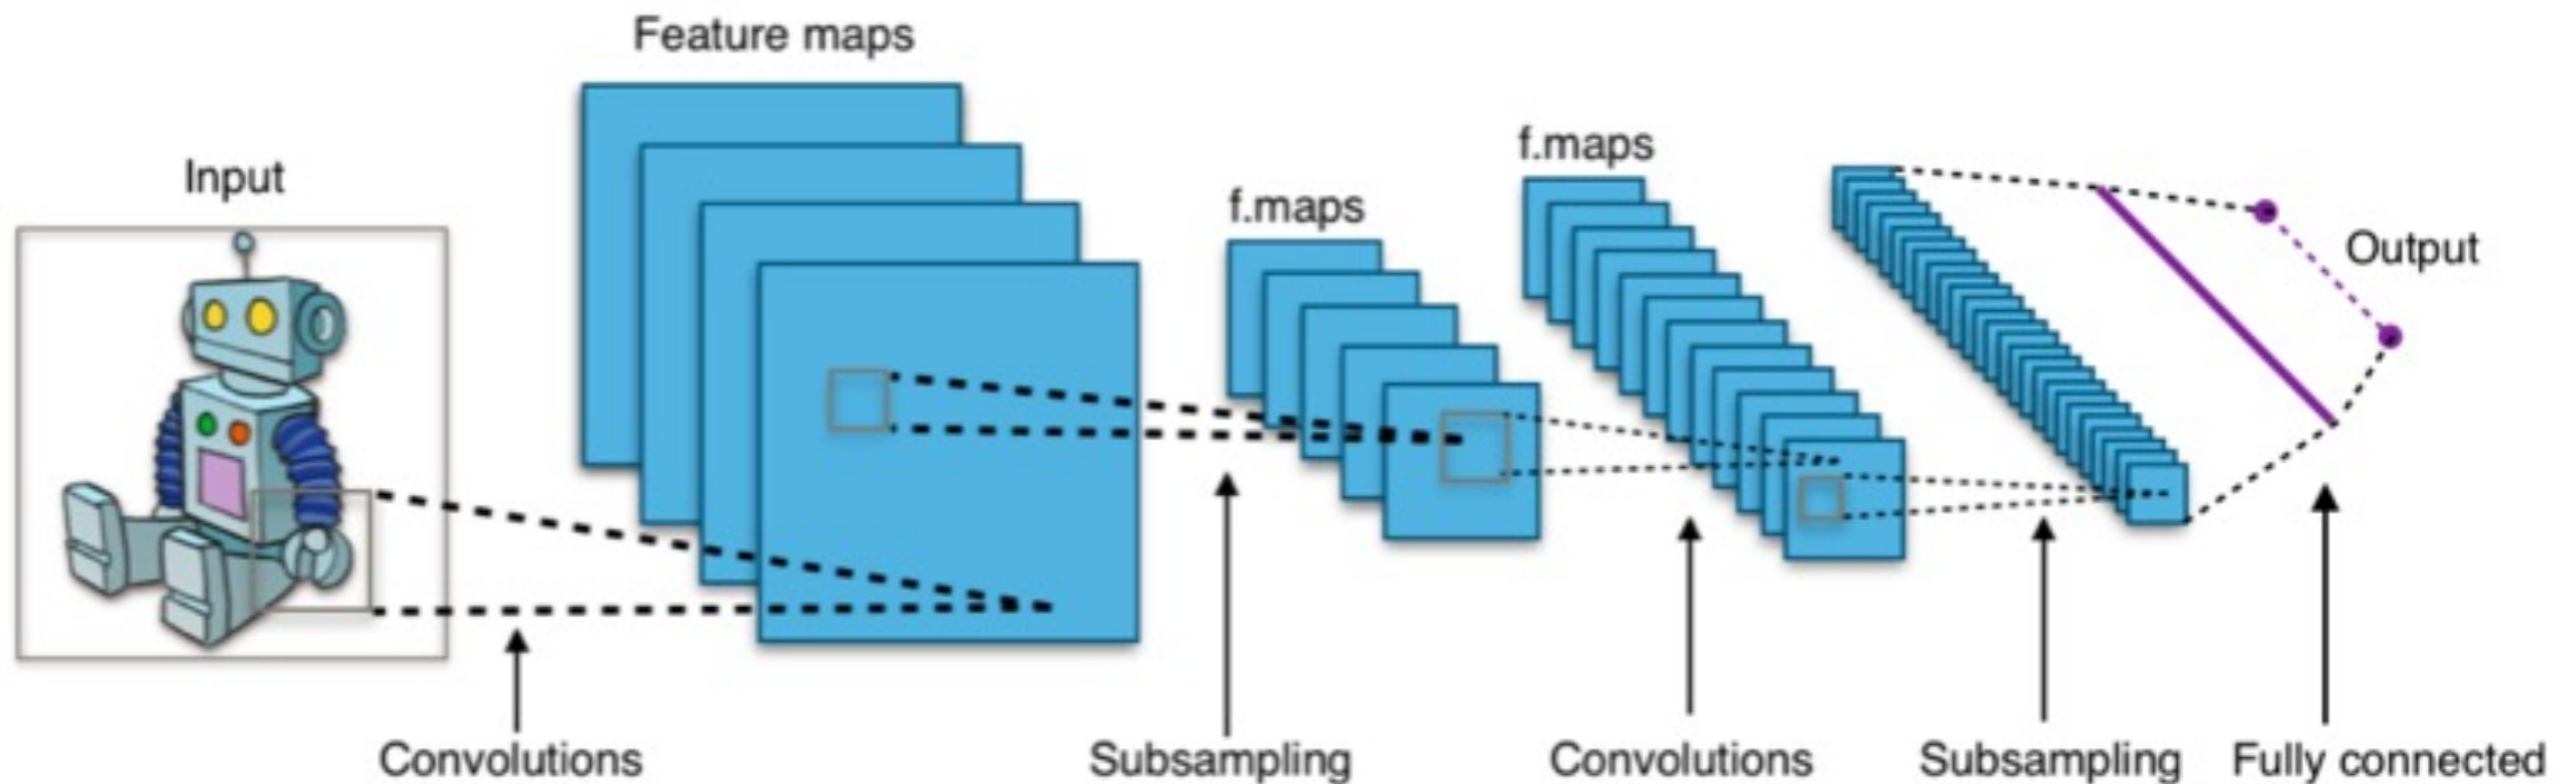 Feature maps
f.maps
Input
f.maps
Output
Convolutions
Subsampling
Convolutions
Subsampling
Fully connected